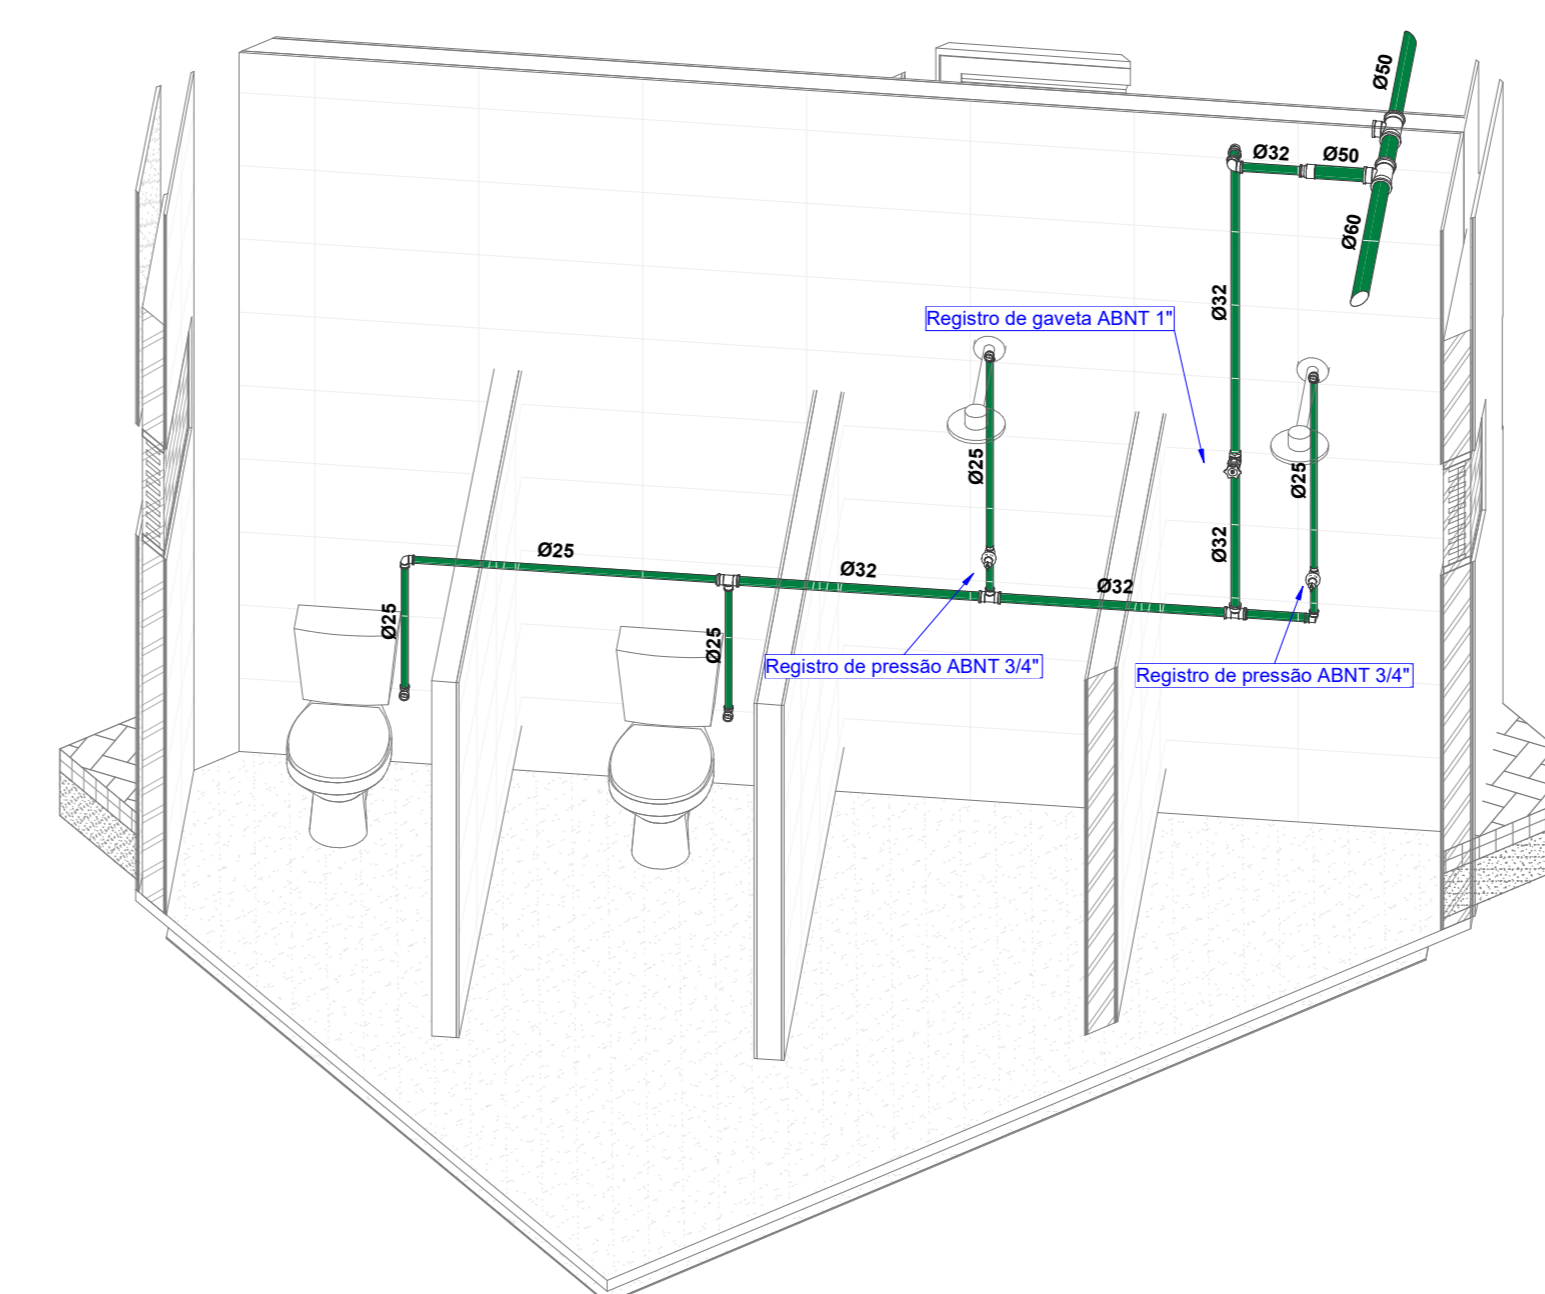 Ø50
Ø32
Ø50
Ø60
Ø32
Registro de gaveta ABNT 1"
Ø25
Ø25
Ø32
Ø25
Ø32
Ø32
Ø25
Ø25
Registro de pressão ABNT 3/4"
Registro de pressão ABNT 3/4"